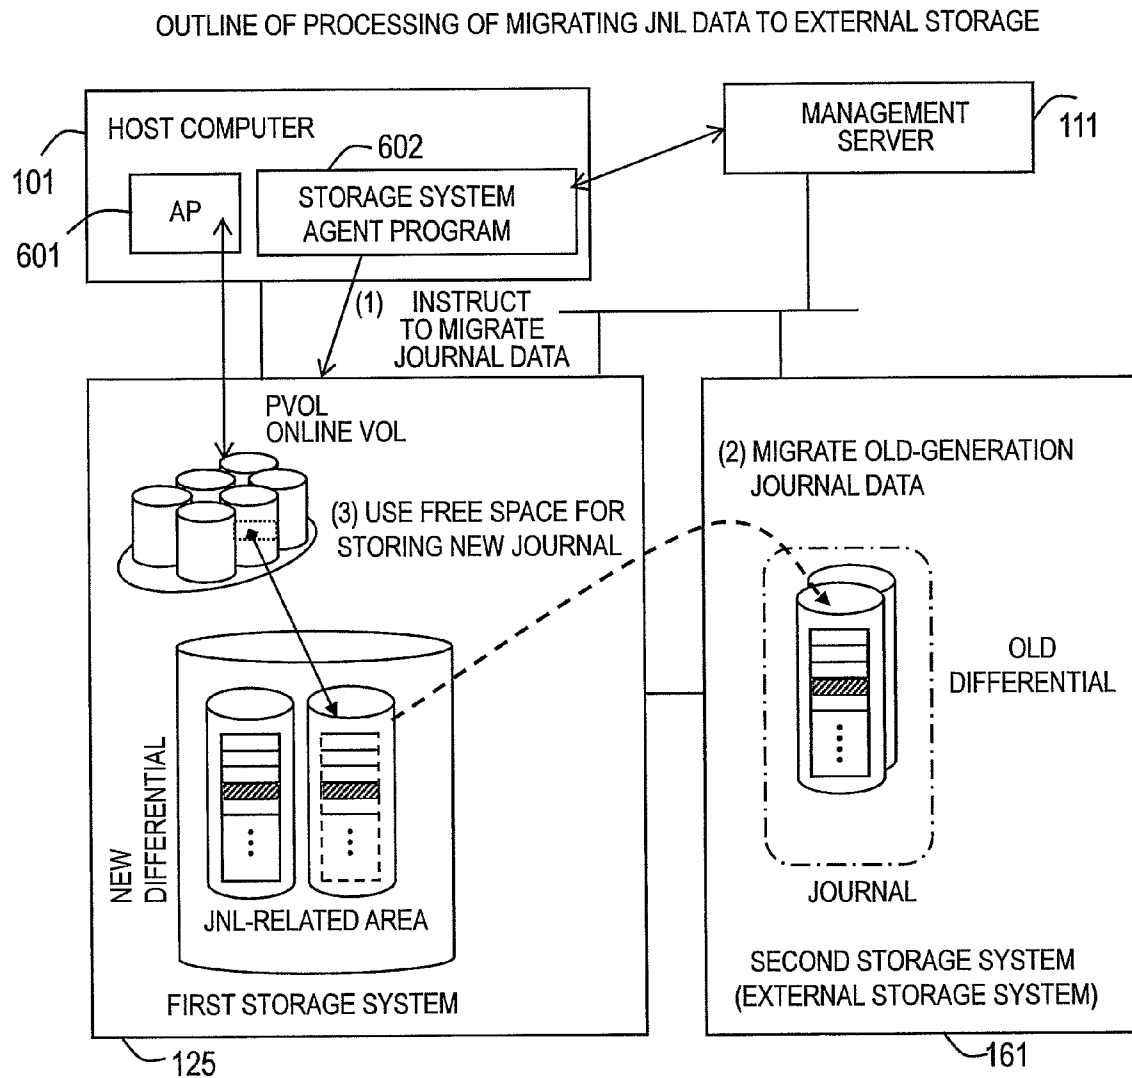 OUTLINE OF PROCESSING OF MIGRATING JNL DATA TO EXTERNAL STORAGE
HOST COMPUTER
101
602
AP
601
STORAGE SYSTEM
AGENT PROGRAM
MANAGEMENT
SERVER
111
(1) INSTRUCT
TO MIGRATE
JOURNAL DATA
PVOL
ONLINE VOL
(3) USE FREE SPACE FOR
STORING NEW JOURNAL
(2) MIGRATE OLD-GENERATION
JOURNAL DATA
OLD
DIFFERENTIAL
NEW
DIFFERENTIAL
JNL-RELATED AREA
JOURNAL
FIRST STORAGE SYSTEM
SECOND STORAGE SYSTEM
(EXTERNAL STORAGE SYSTEM)
125
161